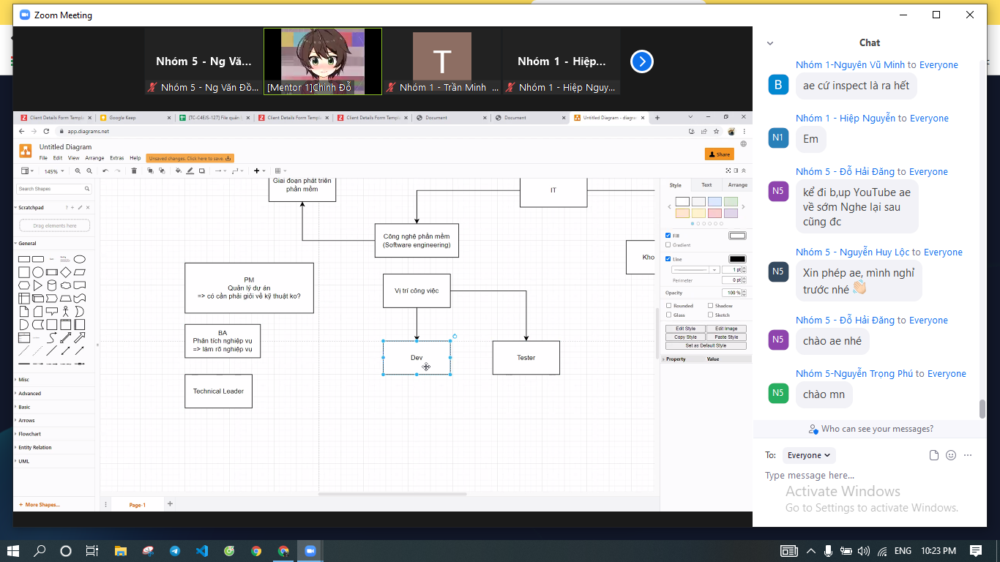 Zoom Meeting
Nhóm 5 - Ng Vă...
Nhóm 5 - Ng Văn Đồ...
[Mentor 1]Chinh Đỗ
T
Nhóm 1 - Trần Minh ...
Nhóm 1 - Hiệp...
Nhóm 1 - Hiệp Nguy...
Client Details Form Templ
Google Keep
[TC-C4EJS-127] File quản l
Client Details Form Templ
Client Details Form Templ
Document
Document
Untitled Diagram - diagra
app.diagrams.net
Untitled Diagram
File Edit View Arrange Extras Help
Unsaved changes. Click here to save.
Share
145%
Search Shapes
Scratchpad
Drag elements here
General
Misc
Advanced
Basic
Arrows
Flowchart
Entity Relation
UML
+ More Shapes...
Giai đoạn phát triển
phần mềm
IT
Công nghệ phần mềm
(Software engineering)
Kho
PM
Quản lý dự án
=> có cần phải giỏi về kỹ thuật ko?
Vị trí công việc
BA
Phân tích nghiệp vụ
=> làm rõ nghiệp vụ
Dev
Tester
Technical Leader
Page-1
Style Text Arrange
Fill
Gradient
Line
1 pt
Perimeter
0 pt
Opacity
100 %
Rounded
Shadow
Glass
Sketch
Edit Style
Edit Image
Copy Style
Paste Style
Set as Default Style
Property
Value
Chat
Nhóm 1-Nguyên Vũ Minh to Everyone
B
ae cứ inspect là ra hết
Nhóm 1 - Hiệp Nguyễn to Everyone
N1
Em
Nhóm 5 - Đỗ Hải Đăng to Everyone
N5
kể đi b,up YouTube ae
về sớm Nghe lại sau
cũng đc
Nhóm 5 - Nguyễn Huy Lộc to Everyone
N5
Xin phép ae, mình nghỉ
trước nhé 👏🏻
Nhóm 5 - Đỗ Hải Đăng to Everyone
N5
chào ae nhé
Nhóm 5-Nguyễn Trọng Phú to Everyone
N5
chào mn
Who can see your messages?
To: Everyone
Type message here...
Activate Windows
Go to Settings to activate Windows.
ENG
10:23 PM